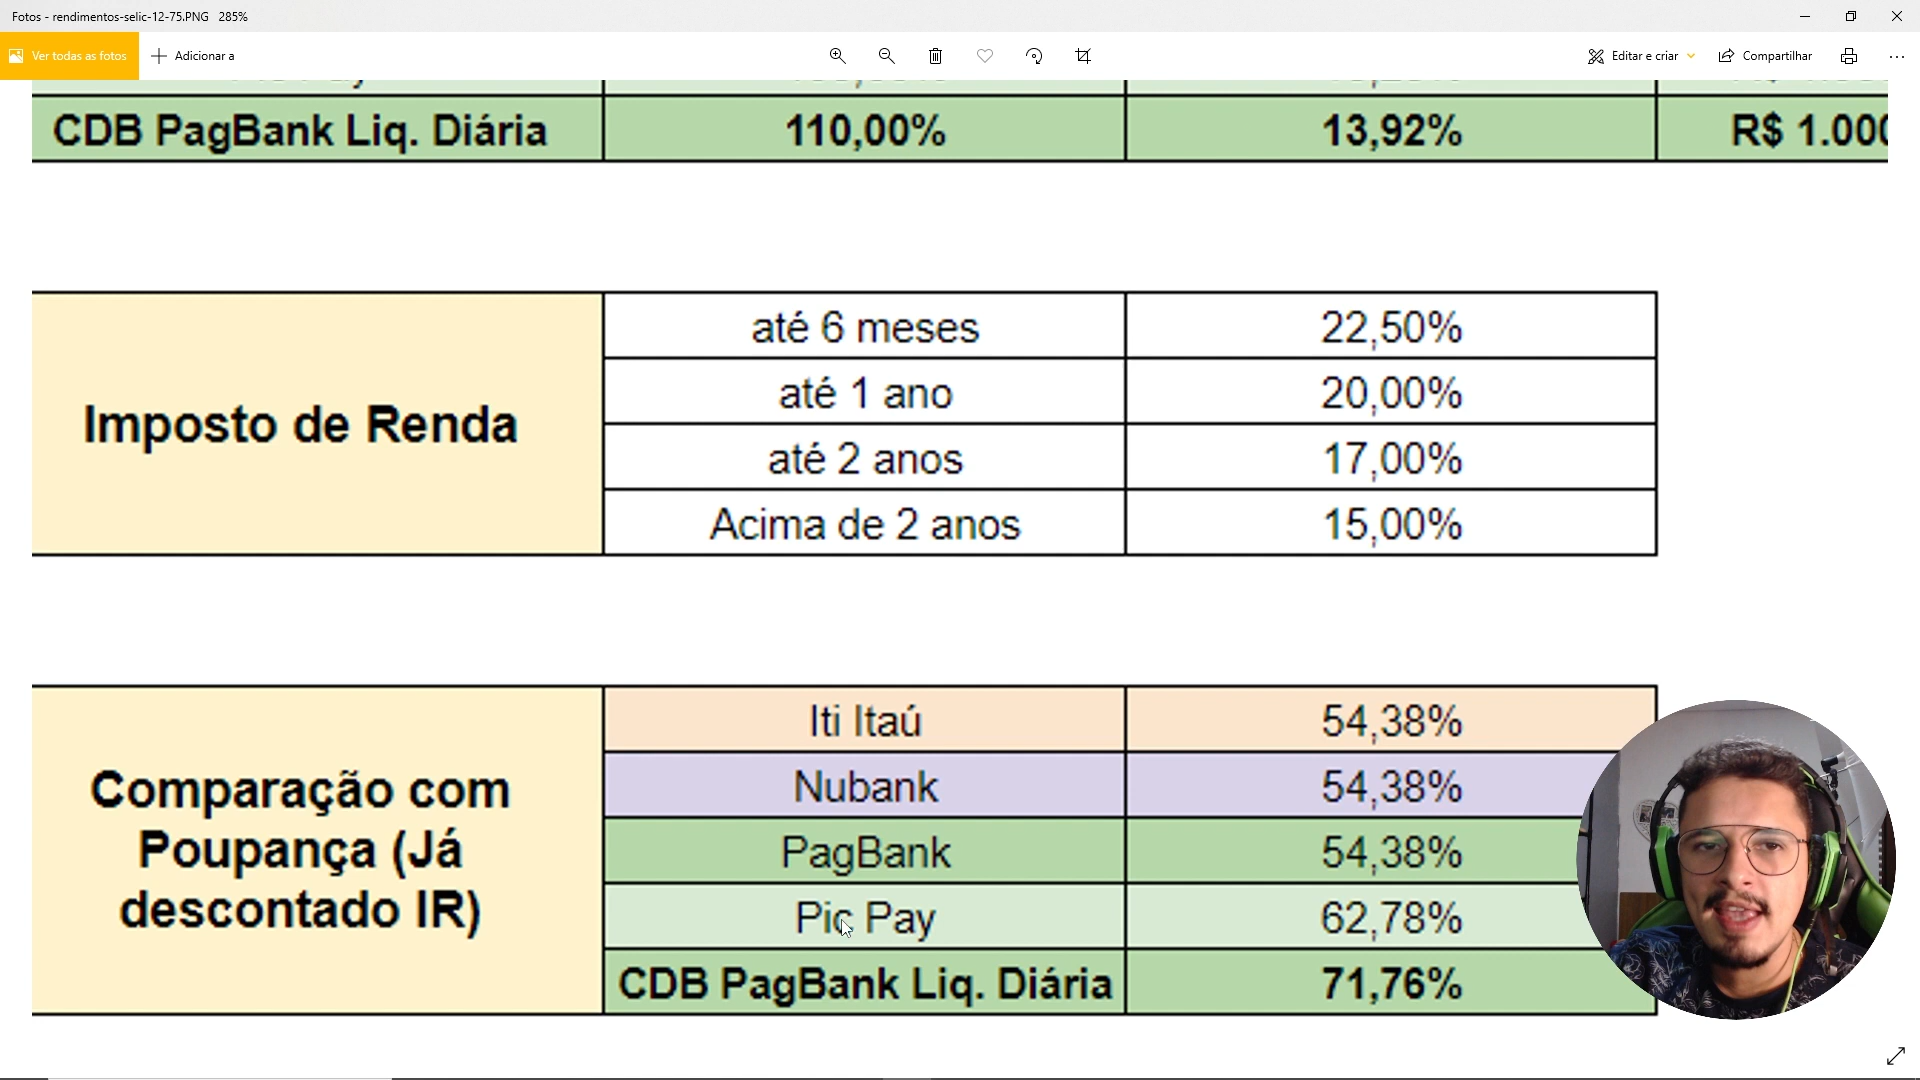 Fotos - rendimentos-selic-12-75.PNG 285%
Ver todas as fotos
Adicionar a
Editar e criar
Compartilhar
CDB PagBank Liq. Diária 110,00% 13,92% R$ 1.000
Imposto de Renda
até 6 meses 22,50%
até 1 ano 20,00%
até 2 anos 17,00%
Acima de 2 anos 15,00%
Comparação com
Poupança (Já
descontado IR)
Iti Itaú 54,38%
Nubank 54,38%
PagBank 54,38%
Pic Pay 62,78%
CDB PagBank Liq. Diária 71,76%